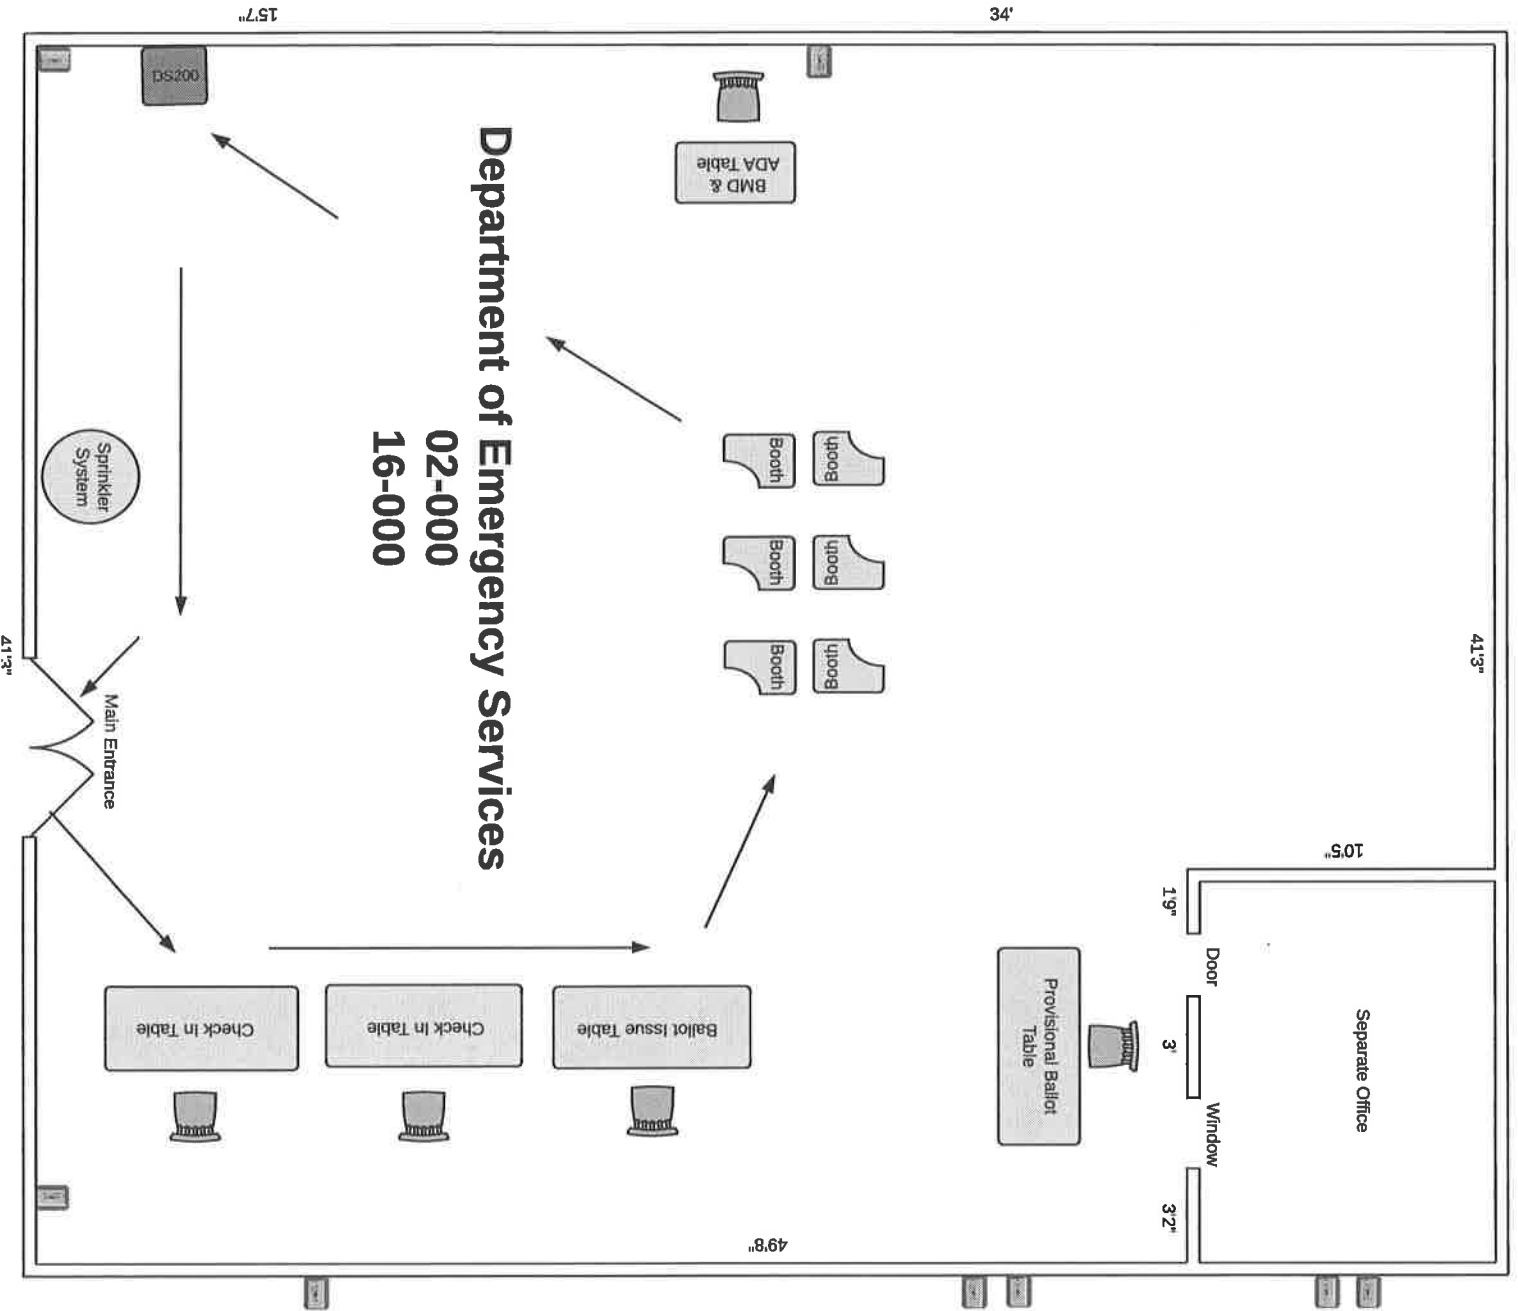 Department of Emergency Services
02-000
16-000
15'7"
34'
DS200
BMD &
ADA Table
Booth
Booth
Booth
Booth
Booth
Booth
Sprinkler
System
41'3"
Main Entrance
41'3"
10'5"
1'9"
Door
3'
Window
3'2"
Separate Office
Provisional Ballot
Table
Check In Table
Check In Table
Ballot Issue Table
49'8"